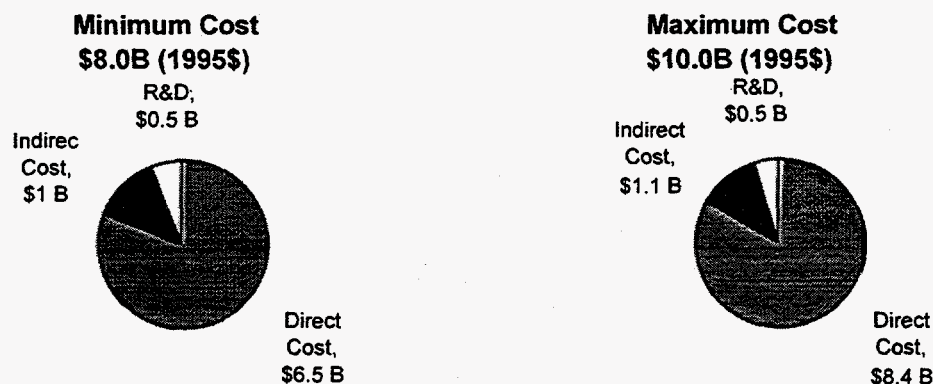 Minimum Cost
$8.0B (1995$)
R&D;
$0.5 B
Indirec
Cost,
$1 B
Direct
Cost,
$6.5 B
Maximum Cost
$10.0B (1995$)
R&D,
$0.5 B
Indirect
Cost,
$1.1 B
Direct
Cost,
$8.4 B